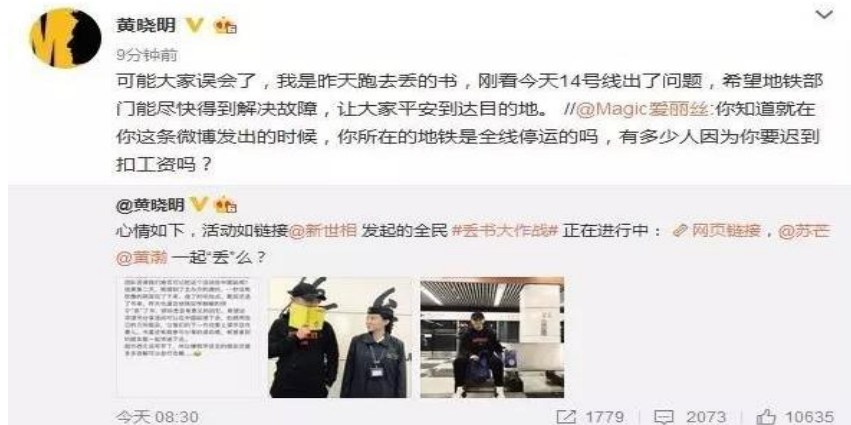 黄晓明
9分钟前
可能大家误会了，我是昨天跑去丢的书，刚看今天14号线出了问题，希望地铁部
门能尽快得到解决故障，让大家平安到达目的地。 //@Magic爱丽丝:你知道就在
你这条微博发出的时候，你所在的地铁是全线停运的吗，有多少人因为你要迟到
扣工资吗？
@黄晓明
心情如下，活动如链接@新世相 发起的全民 #丢书大作战# 正在进行中： 网页链接，@苏芒
@黄渤 一起“丢”么？
今天 08:30
1779 2073 10635